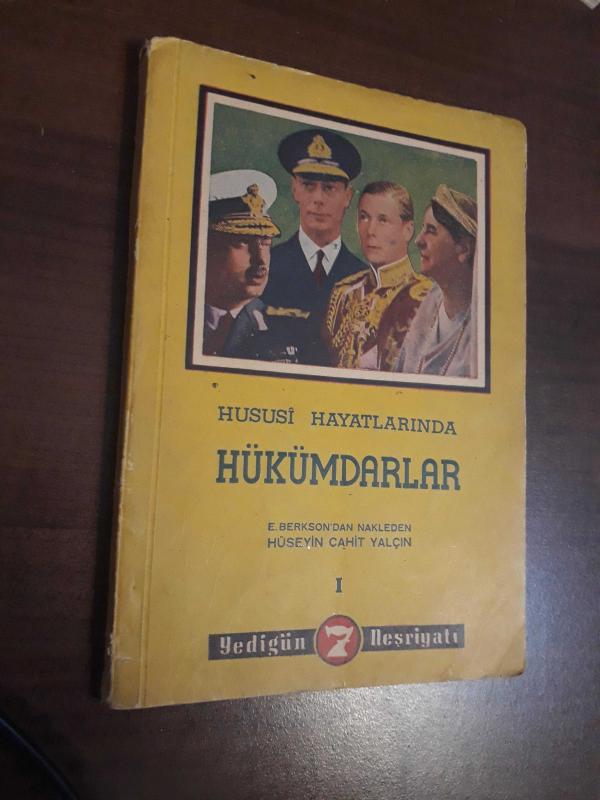 HUSUSÎ HAYATLARINDA
HÜKÜMDARLAR
E. BERKSON'DAN NAKLEDEN
HÜSEYİN CAHİT YALÇIN
I
Yedigün 7 Neşriyatı